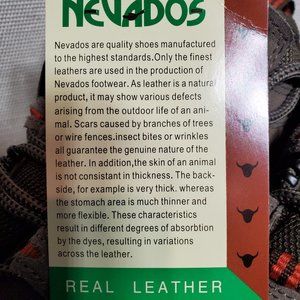 NEVADOS
Nevados are quality shoes manufactured
to the highest standards.Only the finest
leathers are used in the production of
Nevados footwear. As leather is a natural
product, it may show various defects
arising from the outdoor life of an ani-
mal. Scars caused by branches of trees
or wire fences.insect bites or wrinkles
all guarantee the genuine nature of the
leather. In addition,the skin of an animal
is not consistant in thickness. The back-
side, for example is very thick. whereas
the stomach area is much thinner and
more flexible. These characteristics
result in different degrees of absorbtion
by the dyes, resulting in variations
across the leather.
REAL LEATHER